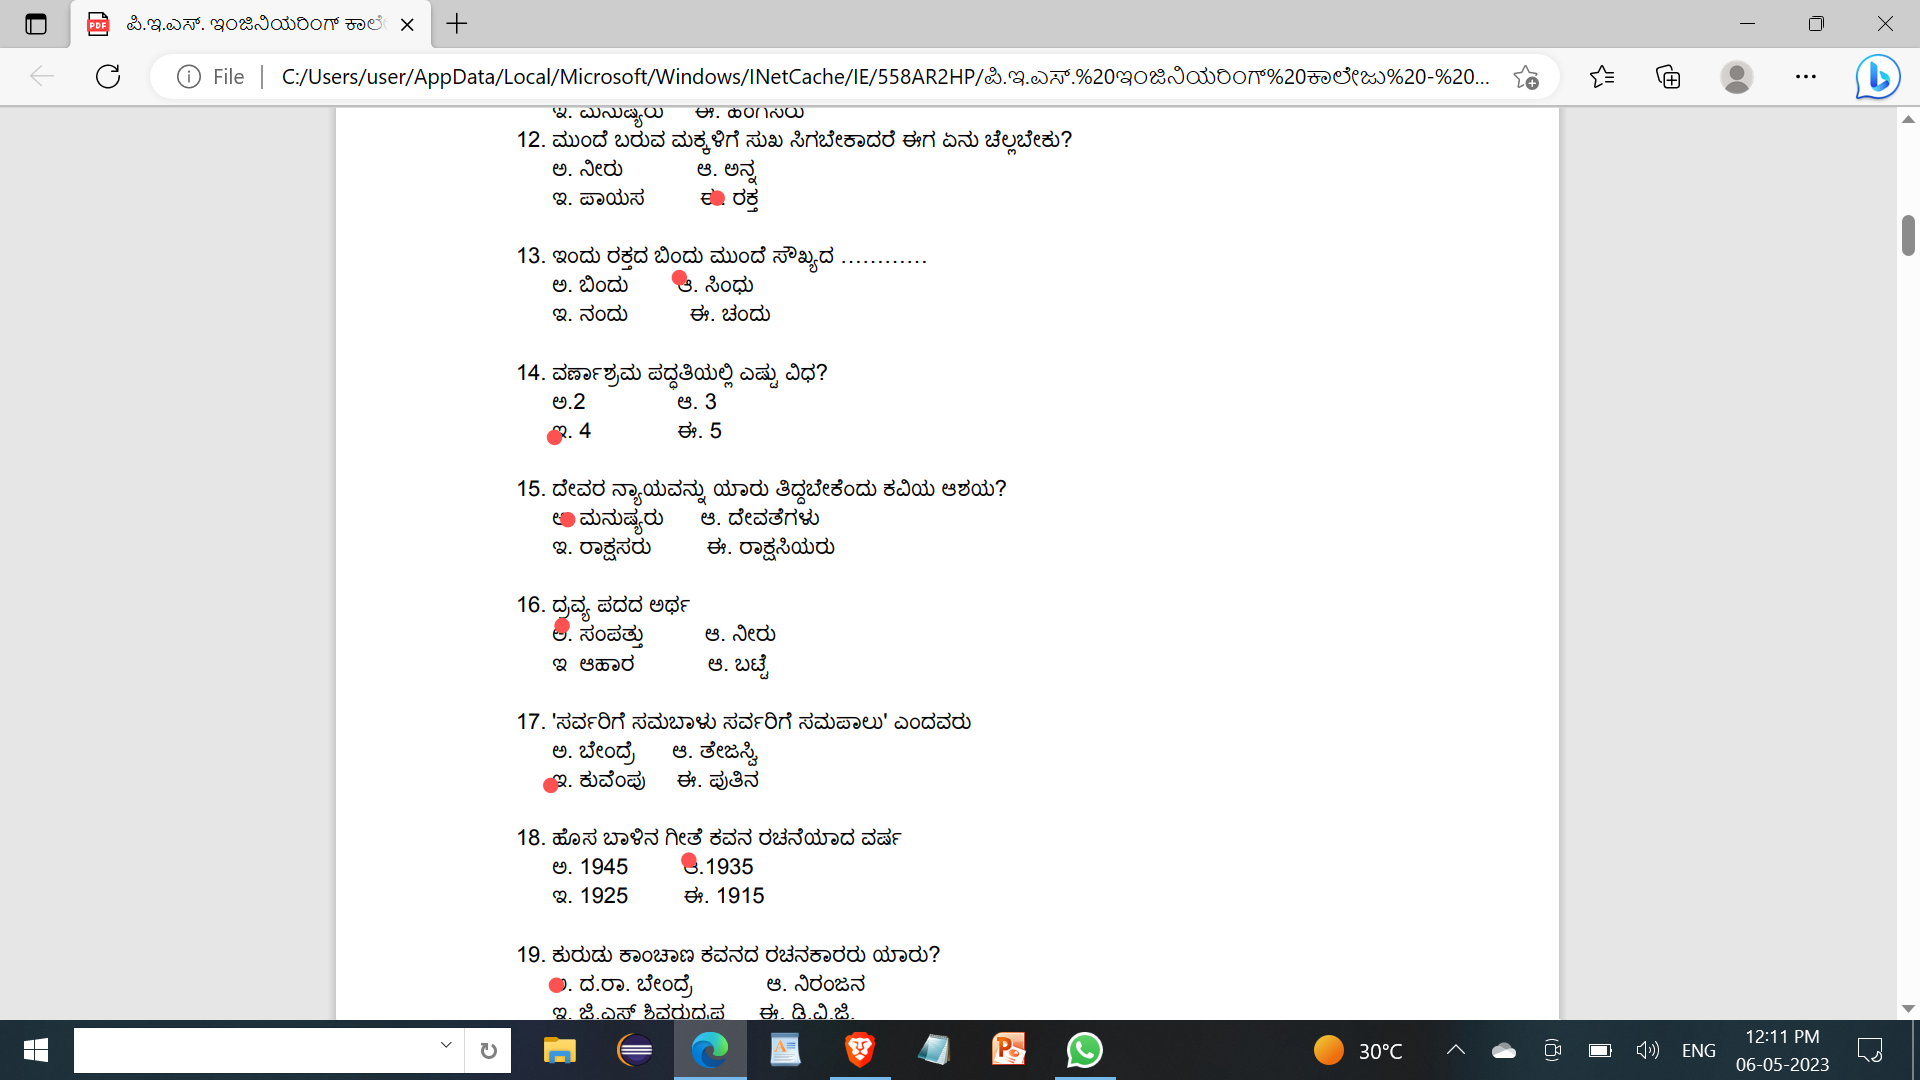 ಪಿ.ಇ.ಎಸ್. ಇಂಜಿನಿಯರಿಂಗ್ ಕಾಲೇ
File
C:/Users/user/AppData/Local/Microsoft/Windows/INetCache/IE/558AR2HP/ಪಿ.ಇ.ಎಸ್.%20ಇಂಜಿನಿಯರಿಂಗ್%20ಕಾಲೇಜು%20-%20...
ಇ. ಮನುಷ್ಯರು ಈ. ಹೆಂಗಸರು
12. ಮುಂದೆ ಬರುವ ಮಕ್ಕಳಿಗೆ ಸುಖ ಸಿಗಬೇಕಾದರೆ ಈಗ ಏನು ಚೆಲ್ಲಬೇಕು?
ಅ. ನೀರು ಆ. ಅನ್ನ
ಇ. ಪಾಯಸ ಈ. ರಕ್ತ
13. ಇಂದು ರಕ್ತದ ಬಿಂದು ಮುಂದೆ ಸೌಖ್ಯದ ............
ಅ. ಬಿಂದು ಆ. ಸಿಂಧು
ಇ. ನಂದು ಈ. ಚಂದು
14. ವರ್ಣಾಶ್ರಮ ಪದ್ಧತಿಯಲ್ಲಿ ಎಷ್ಟು ವಿಧ?
ಅ.2 ಆ. 3
ಇ. 4 ಈ. 5
15. ದೇವರ ನ್ಯಾಯವನ್ನು ಯಾರು ತಿದ್ದಬೇಕೆಂದು ಕವಿಯ ಆಶಯ?
ಅ. ಮನುಷ್ಯರು ಆ. ದೇವತೆಗಳು
ಇ. ರಾಕ್ಷಸರು ಈ. ರಾಕ್ಷಸಿಯರು
16. ದ್ರವ್ಯ ಪದದ ಅರ್ಥ
ಅ. ಸಂಪತ್ತು ಆ. ನೀರು
ಇ ಆಹಾರ ಆ. ಬಟ್ಟೆ
17. 'ಸರ್ವರಿಗೆ ಸಮಬಾಳು ಸರ್ವರಿಗೆ ಸಮಪಾಲು' ಎಂದವರು
ಅ. ಬೇಂದ್ರೆ ಆ. ತೇಜಸ್ವಿ
ಇ. ಕುವೆಂಪು ಈ. ಪುತಿನ
18. ಹೊಸ ಬಾಳಿನ ಗೀತೆ ಕವನ ರಚನೆಯಾದ ವರ್ಷ
ಅ. 1945 ಆ.1935
ಇ. 1925 ಈ. 1915
19. ಕುರುಡು ಕಾಂಚಾಣ ಕವನದ ರಚನಕಾರರು ಯಾರು?
ಅ. ದ.ರಾ. ಬೇಂದ್ರೆ ಆ. ನಿರಂಜನ
ಇ. ಜಿ.ಎಸ್ ಶಿವರುದ್ರಪ್ಪ ಈ. ಡಿ.ವಿ.ಜಿ.
30°C
ENG
12:11 PM
06-05-2023